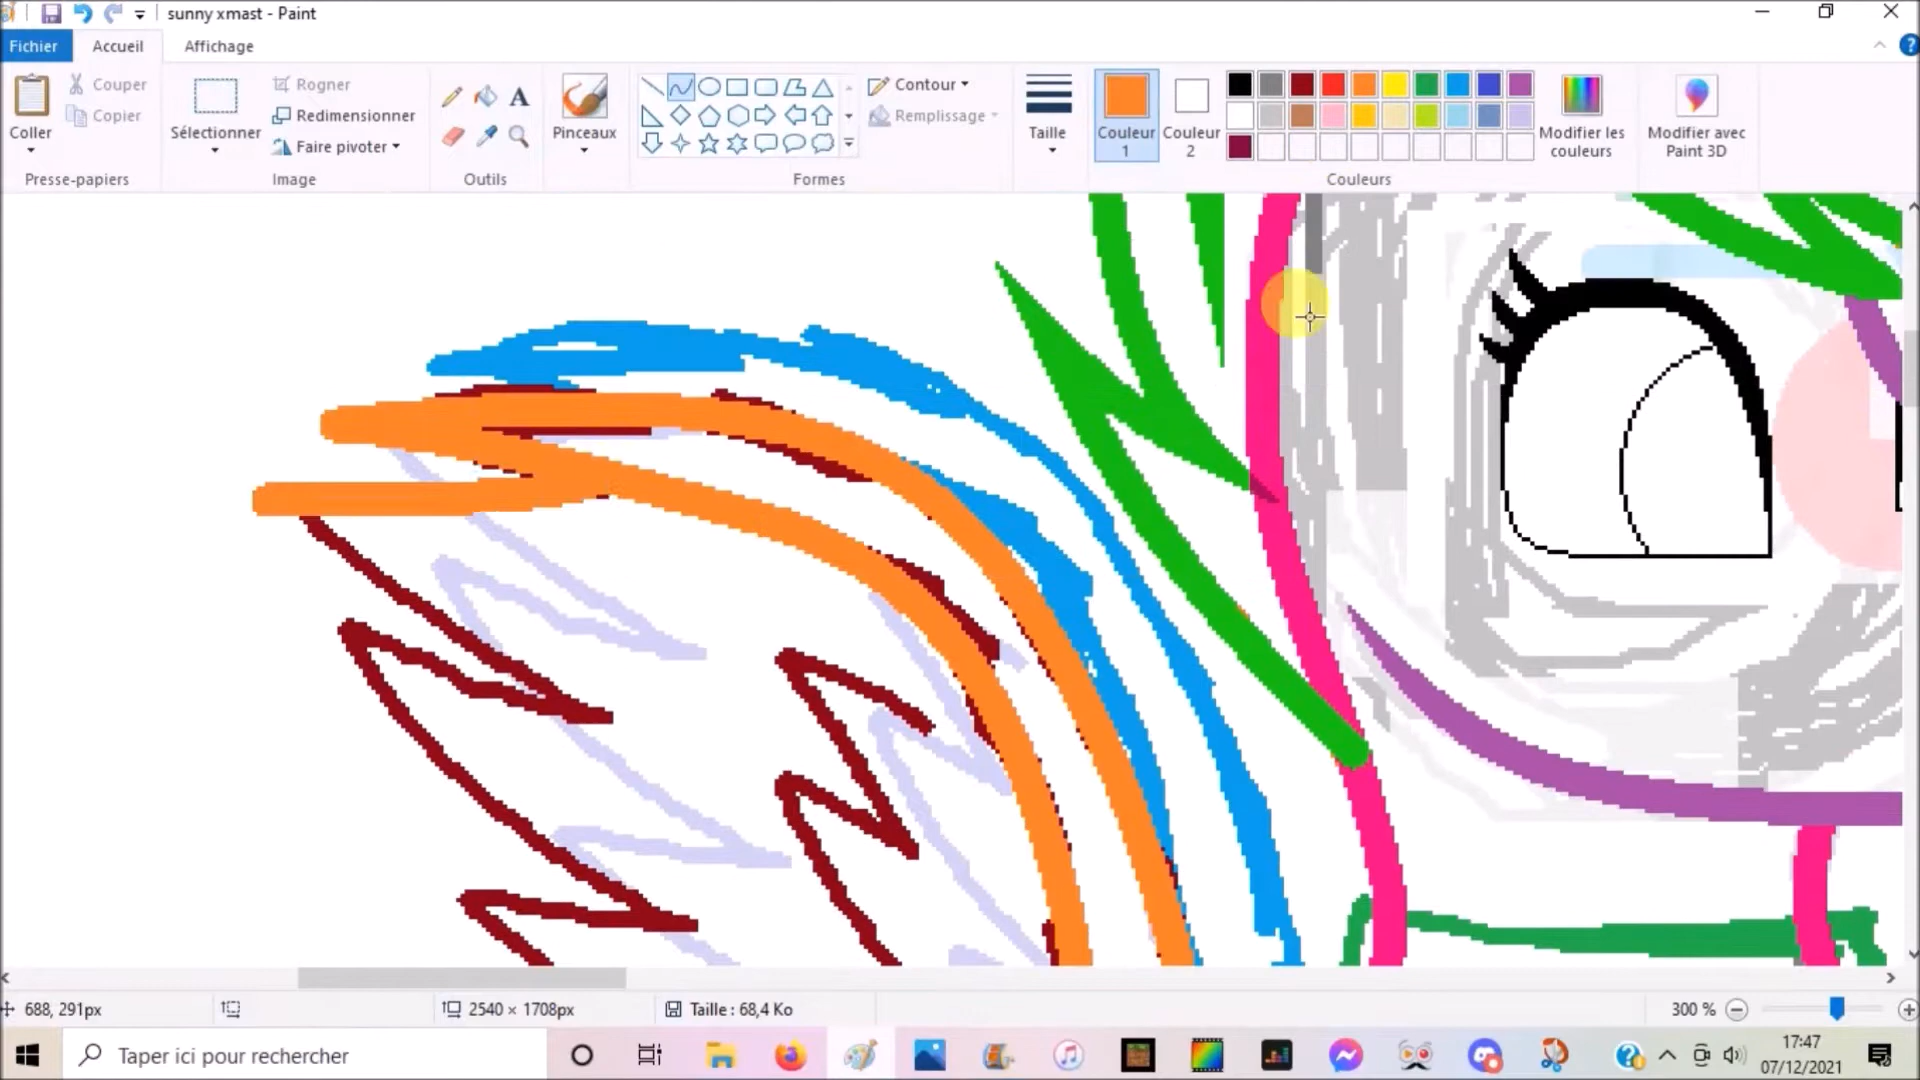 sunny xmast - Paint
Fichier Accueil Affichage
Coller
Couper
Copier
Presse-papiers
Sélectionner
Rogner
Redimensionner
Faire pivoter
Image
A
Outils
Pinceaux
Formes
Contour
Remplissage
Taille
Couleur
1
Couleur
2
Couleurs
Modifier les
couleurs
Modifier avec
Paint 3D
688, 291px
2540 × 1708px
Taille : 68,4 Ko
300 %
Taper ici pour rechercher
17:47
07/12/2021